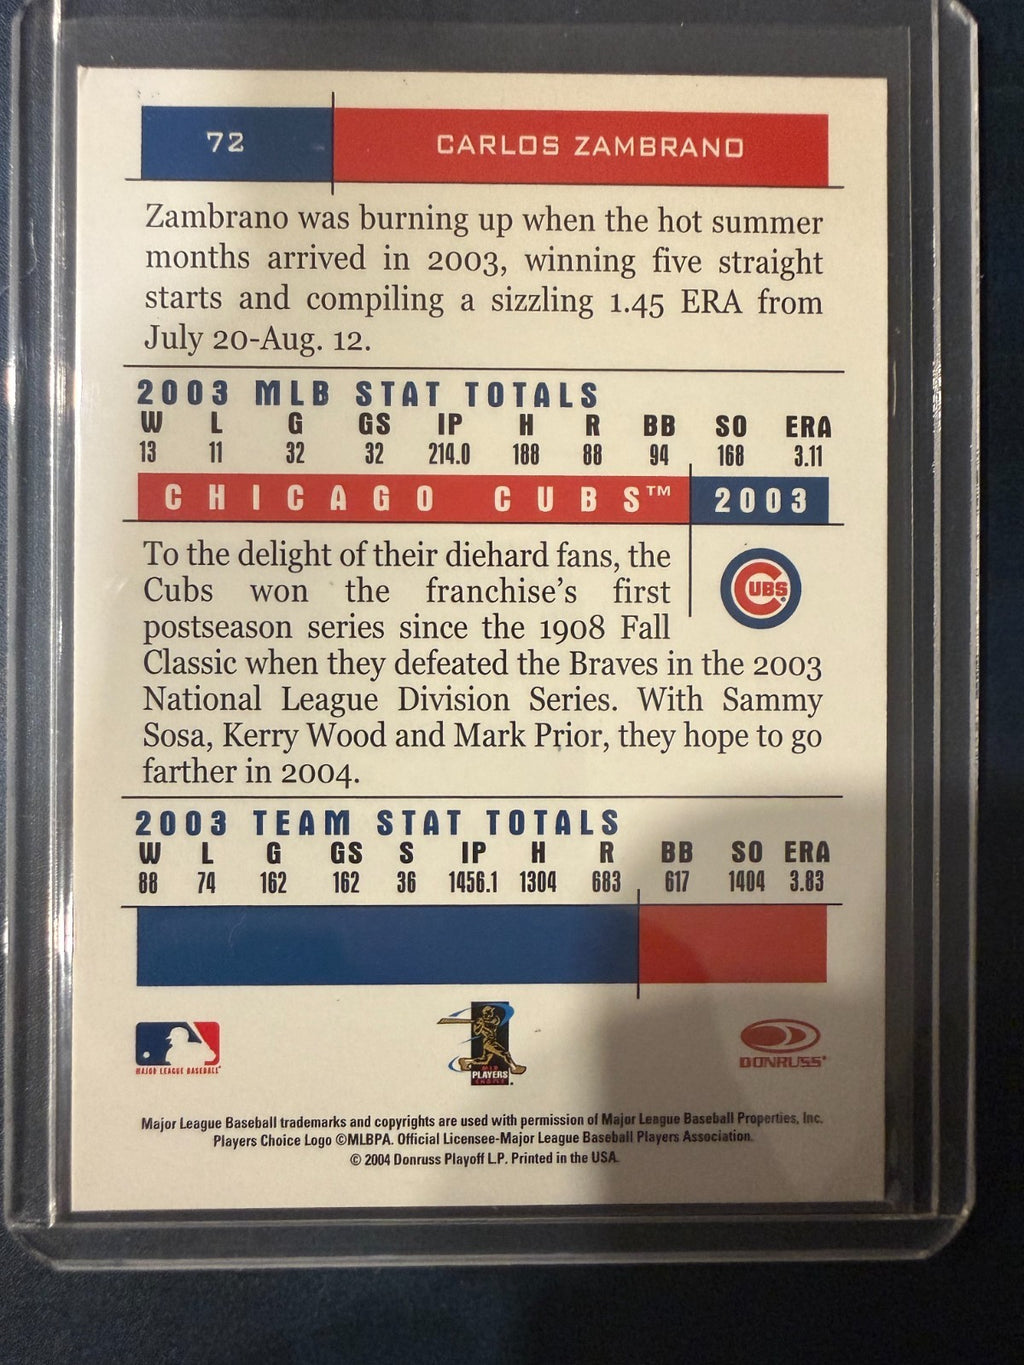 72 CARLOS ZAMBRANO
Zambrano was burning up when the hot summer
months arrived in 2003, winning five straight
starts and compiling a sizzling 1.45 ERA from
July 20-Aug. 12.
2003 MLB STAT TOTALS
W L G GS IP H R BB SO ERA
13 11 32 32 214.0 188 88 94 168 3.11
CHICAGO CUBS™ 2003
To the delight of their diehard fans, the
Cubs won the franchise's first
postseason series since the 1908 Fall
Classic when they defeated the Braves in the 2003
National League Division Series. With Sammy
Sosa, Kerry Wood and Mark Prior, they hope to go
farther in 2004.
CUBS
2003 TEAM STAT TOTALS
W L G GS S IP H R BB SO ERA
88 74 162 162 36 1456.1 1304 683 617 1404 3.83
MAJOR LEAGUE BASEBALL
PLAYERS
CHOICE
DONRUSS
Major League Baseball trademarks and copyrights are used with permission of Major League Baseball Properties, Inc.
Players Choice Logo ©MLBPA. Official Licensee-Major League Baseball Players Association.
© 2004 Donruss Playoff L.P. Printed in the USA.